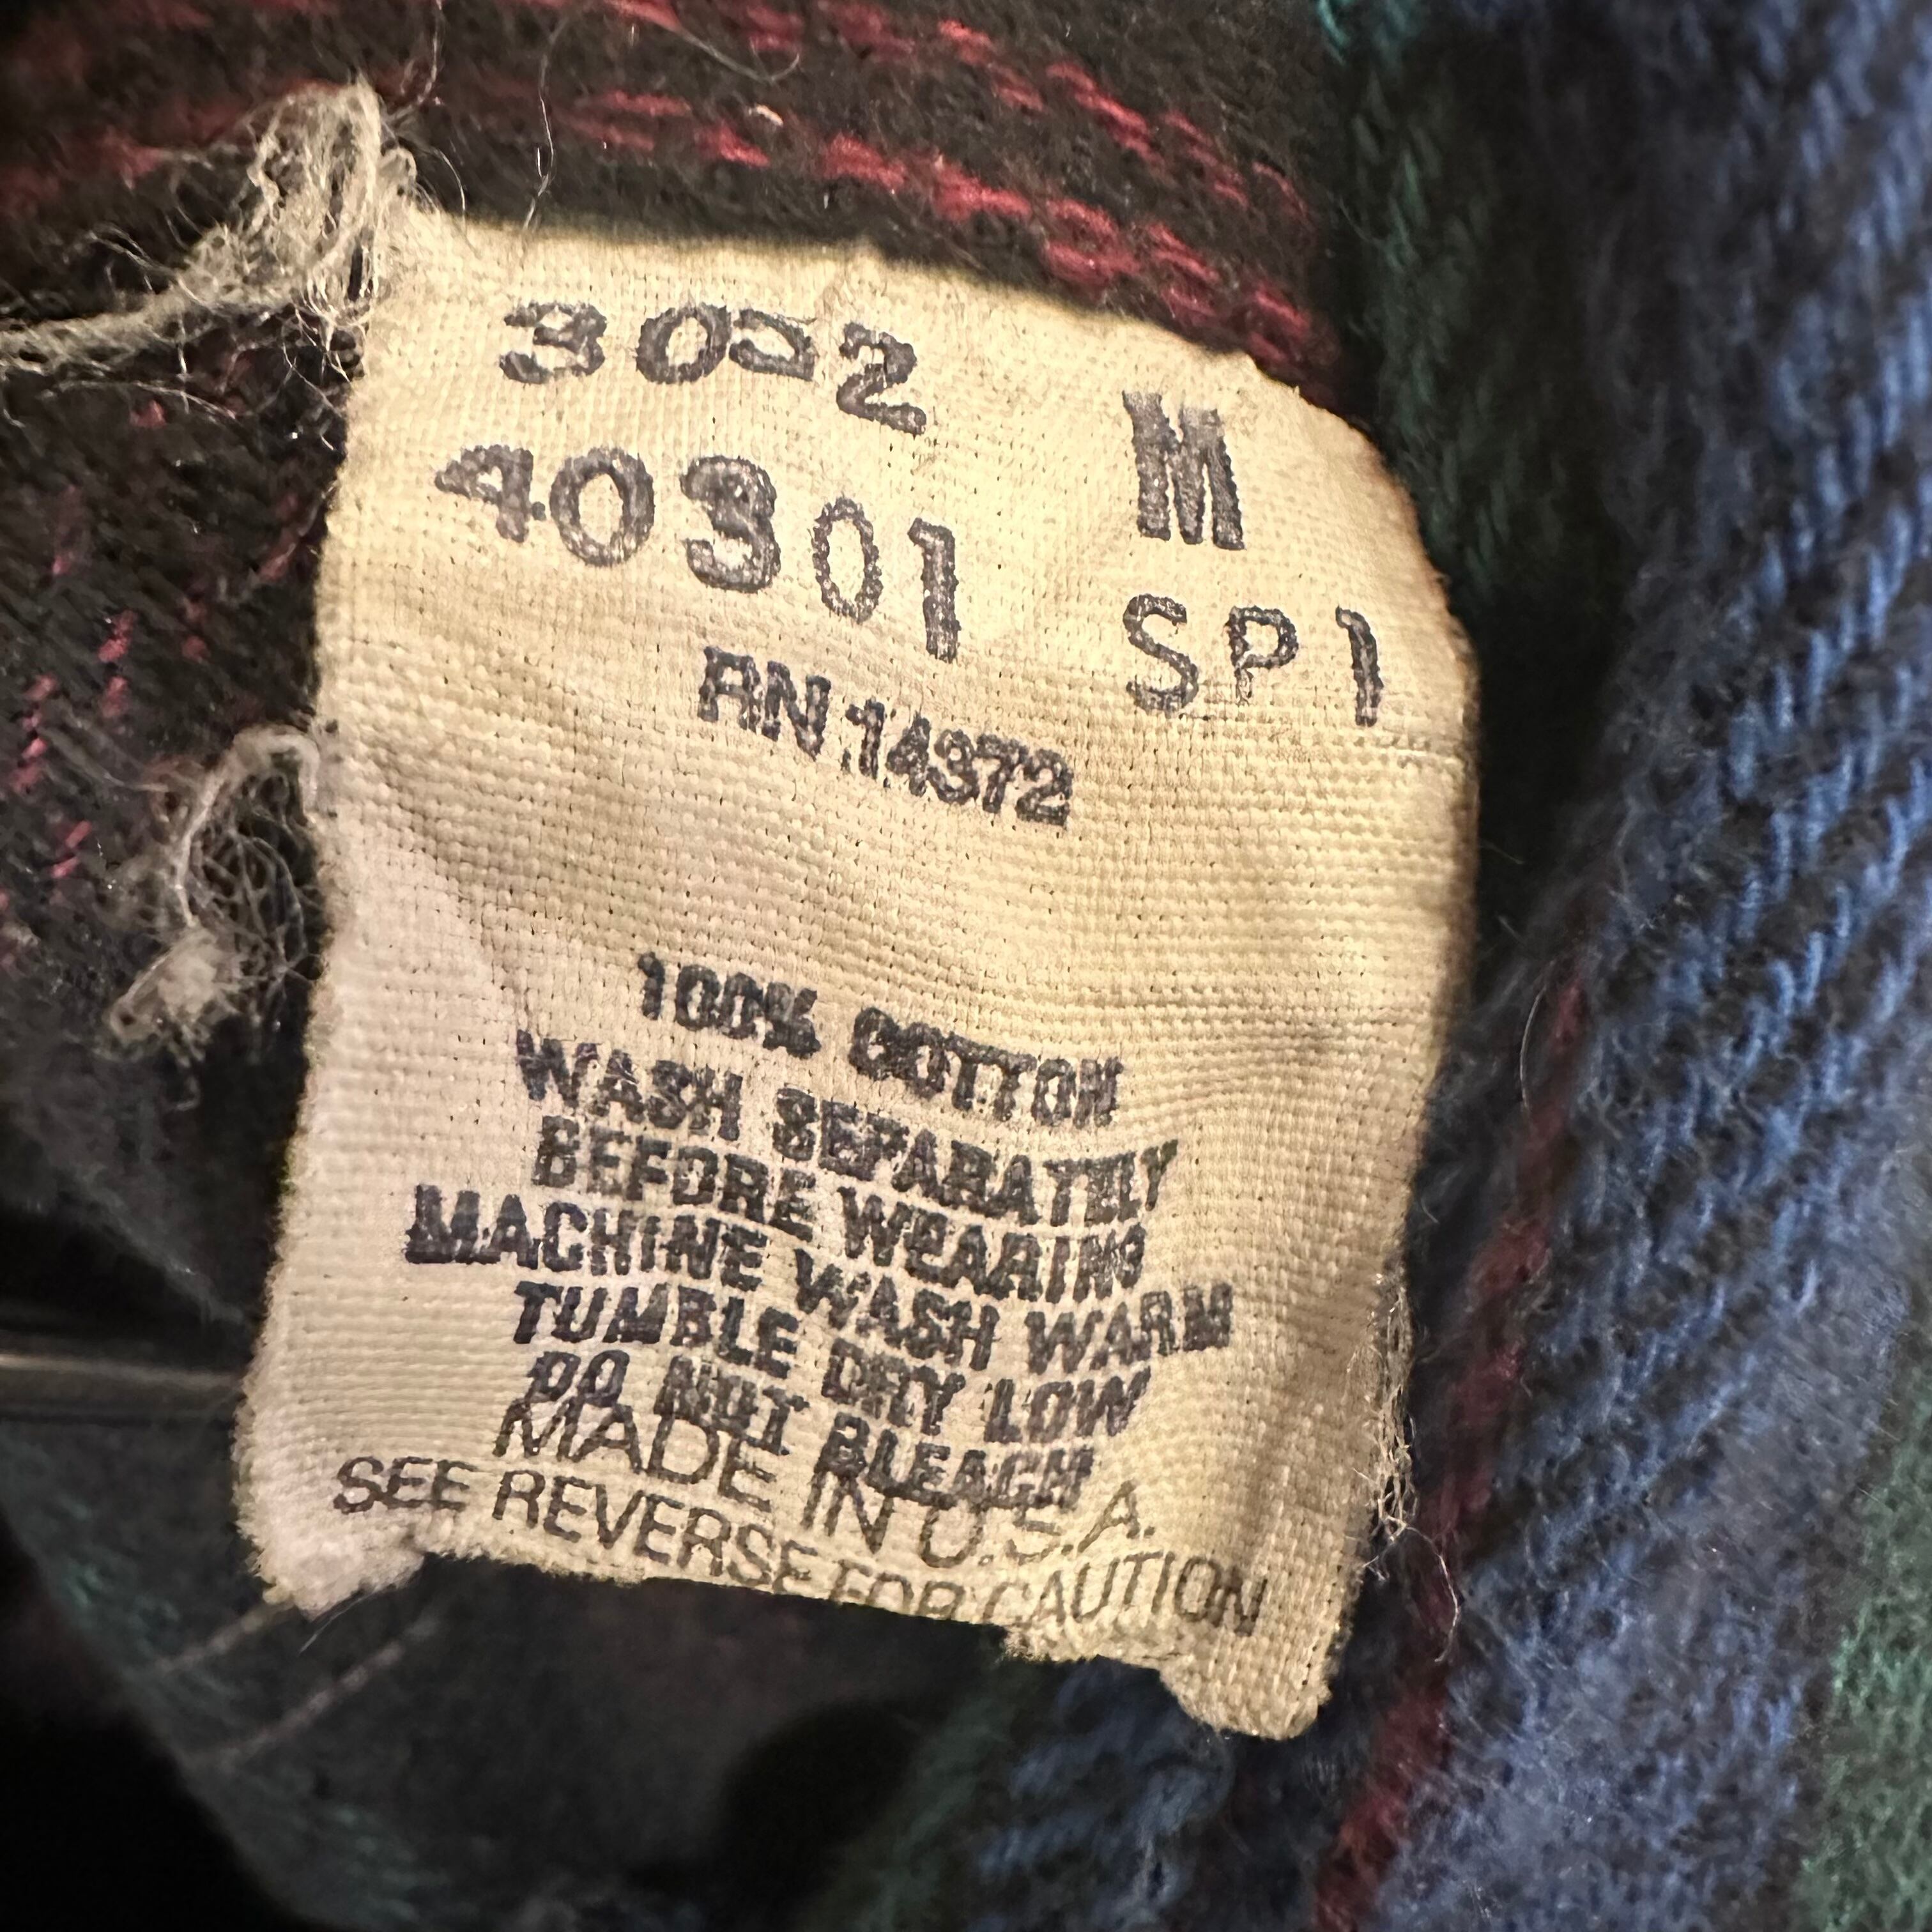 3022 M
40301 SP1
RN 14372
100% COTTON
WASH SEPARATELY
BEFORE WEARING
MACHINE WASH WARM
TUMBLE DRY LOW
DO NOT BLEACH
MADE IN U.S.A.
SEE REVERSE FOR CAUTION